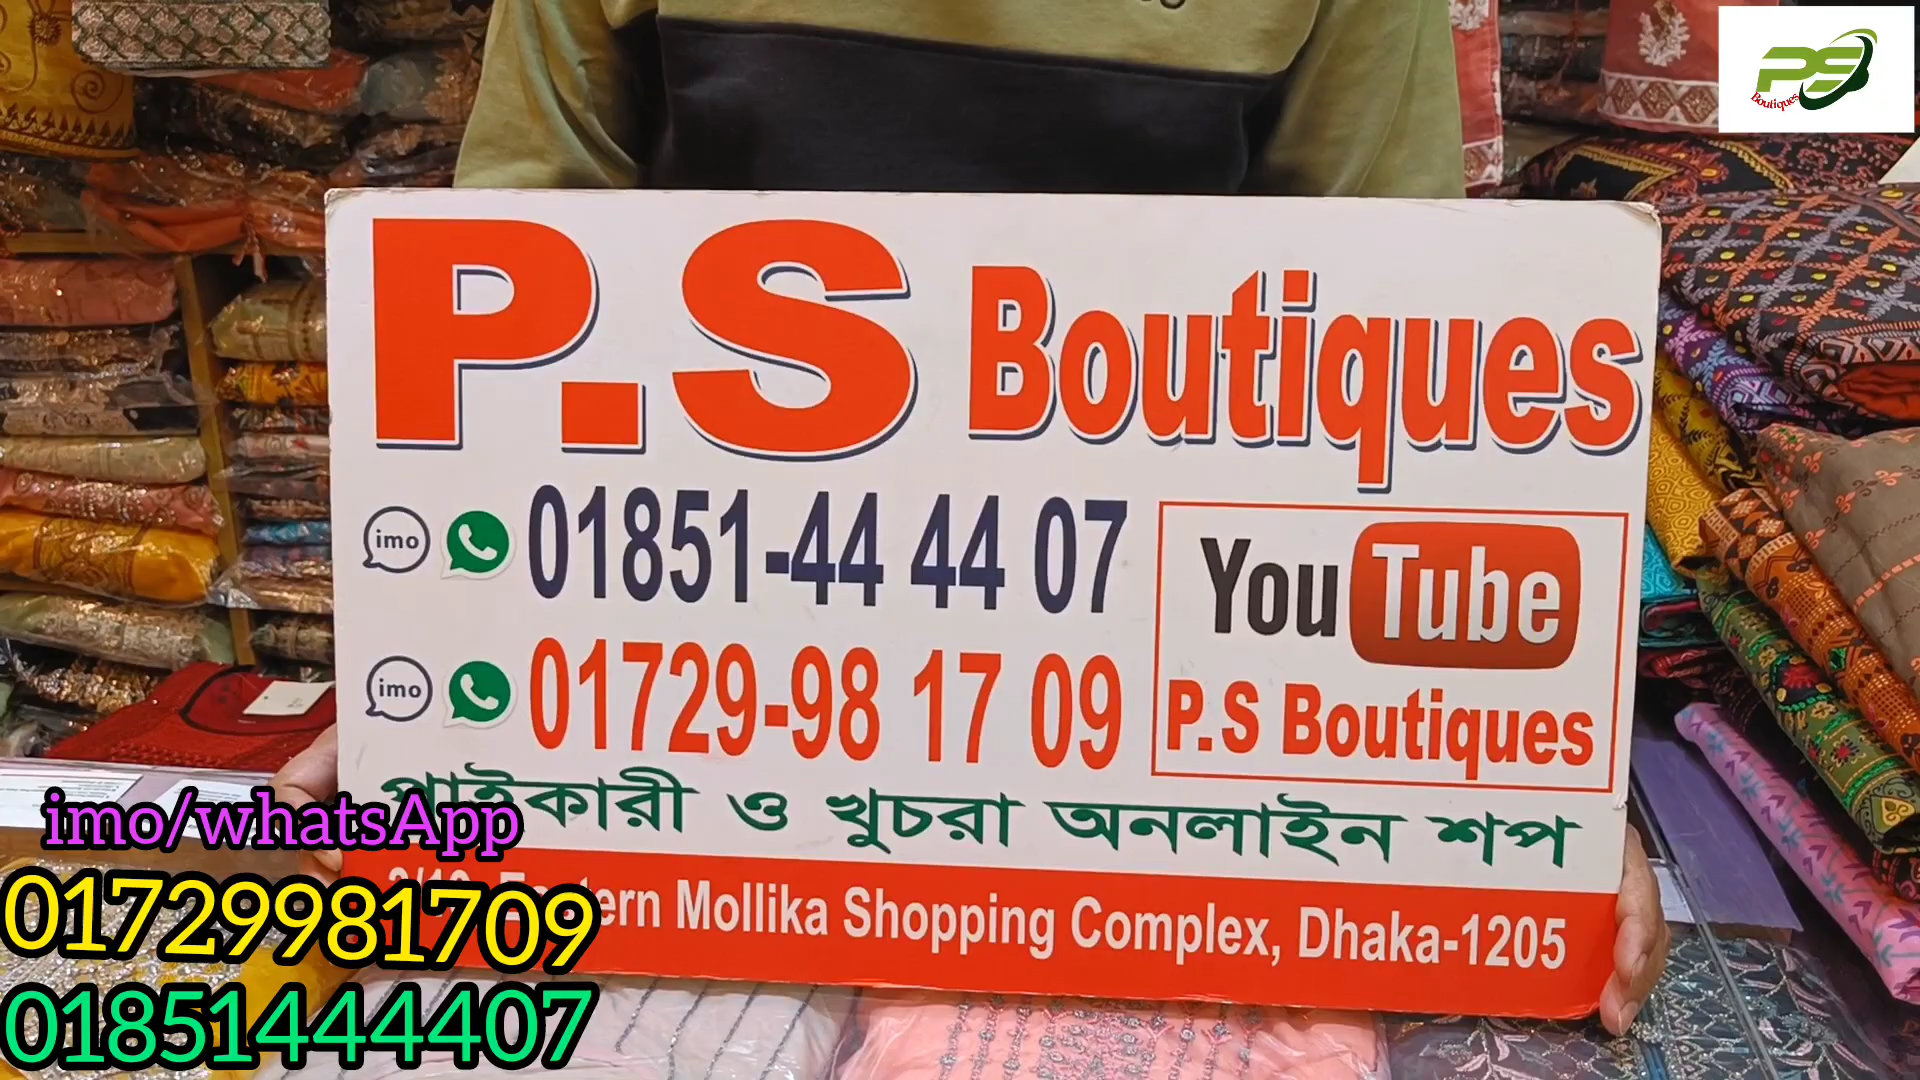 PS
Boutiques
P.S Boutiques
imo 01851-44 44 07
imo 01729-98 17 09
YouTube
P.S Boutiques
পাইকারী ও খুচরা অনলাইন শপ
Mollika Shopping Complex, Dhaka-1205
imo/whatsApp
01729981709
01851444407